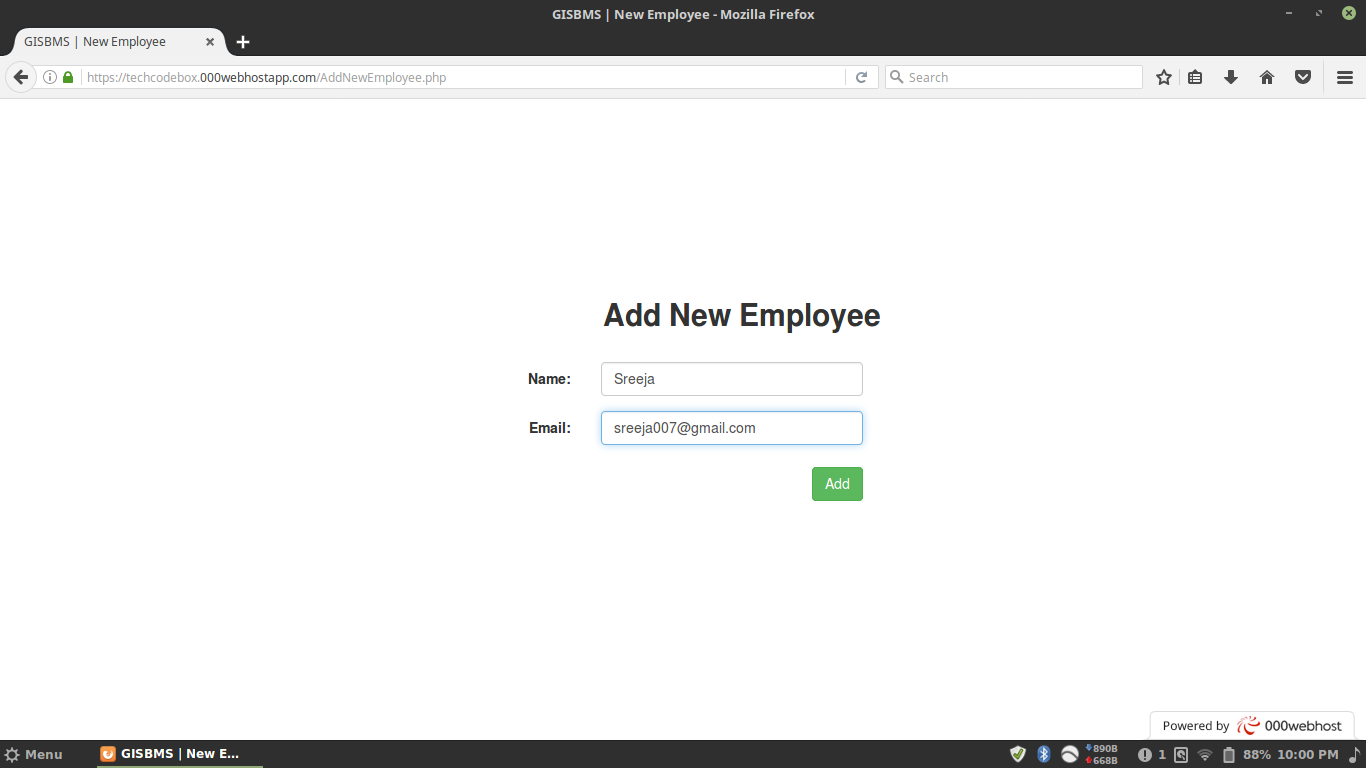 GISBMS | New Employee - Mozilla Firefox
GISBMS | New Employee
https://techcodebox.000webhostapp.com/AddNewEmployee.php
Search
Add New Employee
Name: Sreeja
Email: sreeja007@gmail.com
Add
Powered by 000webhost
Menu GISBMS | New E... 890B 668B 1 88% 10:00 PM